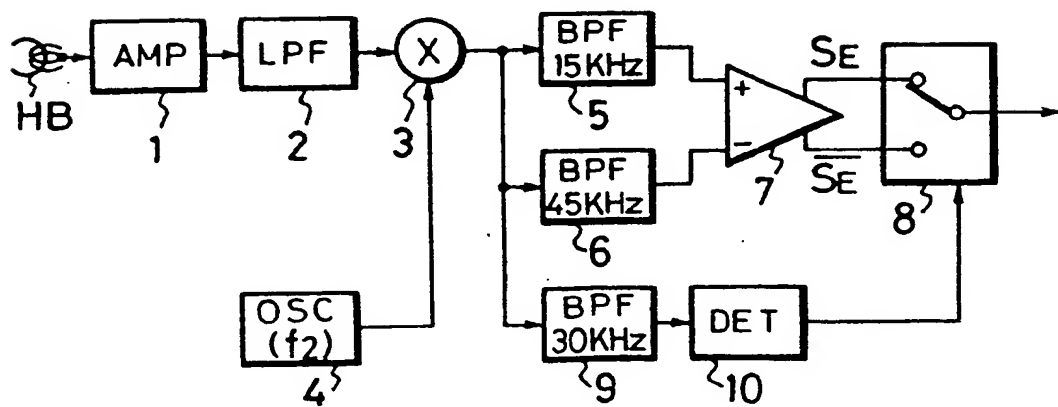 HB
AMP
1
LPF
2
X
3
OSC
(f2)
4
BPF
15KHz
5
BPF
45KHz
6
+
−
7
SE
S̅E̅
8
BPF
30KHz
9
DET
10